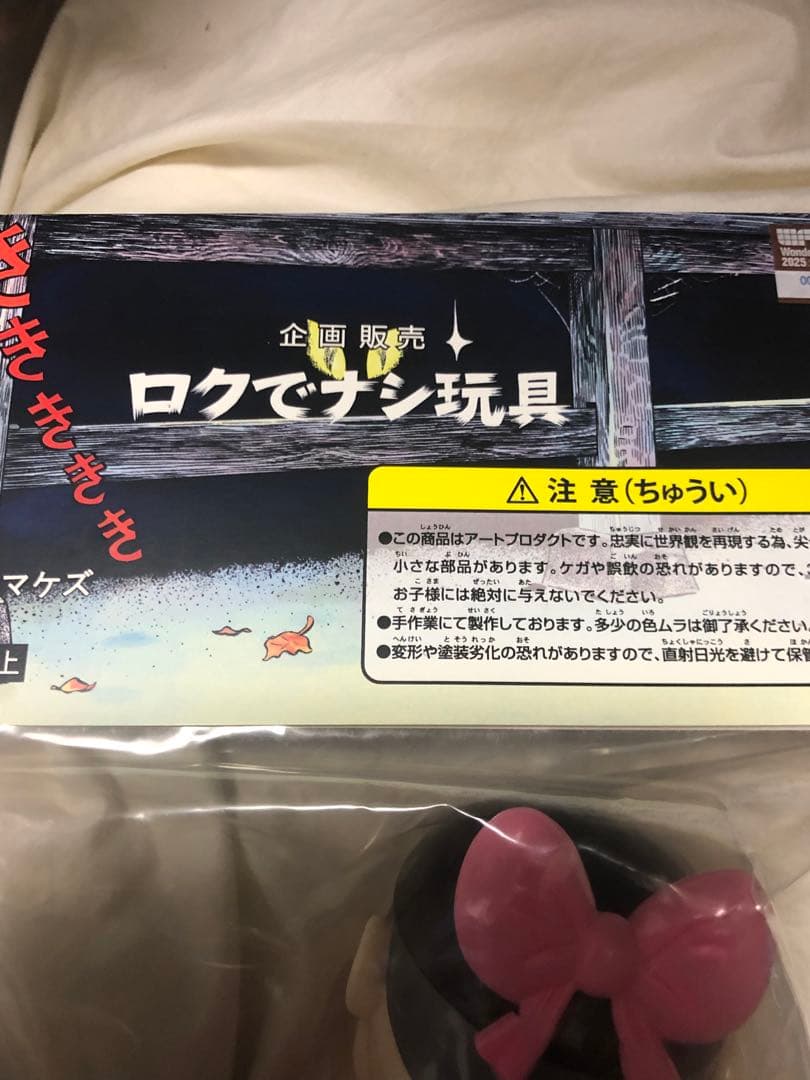 企画販売
ロクでナシ玩具
ききききき
マケズ
上
2025
注意(ちゅうい)
●この商品はアートプロダクトです。忠実に世界観を再現する為、尖
小さな部品があります。ケガや誤飲の恐れがありますので、
お子様には絶対に与えないでください。
●手作業にて製作しております。多少の色ムラは御了承ください。
●変形や塗装劣化の恐れがありますので、直射日光を避けて保管